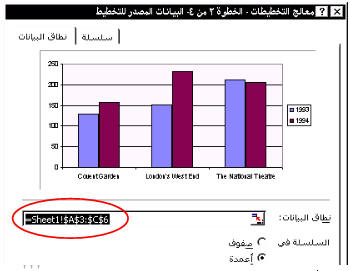 معالج التخطيطات - الخطوة ٢ من ٤- البيانات المصدر للتخطيط
نطاق البيانات
سلسلة
250
200
150
100
50
0
1993
1994
Covent Garden
London's West End
The National Theatre
نطاق البيانات:
=Sheet1!$A$3:$C$6
السلسلة في
صفوف
أعمدة